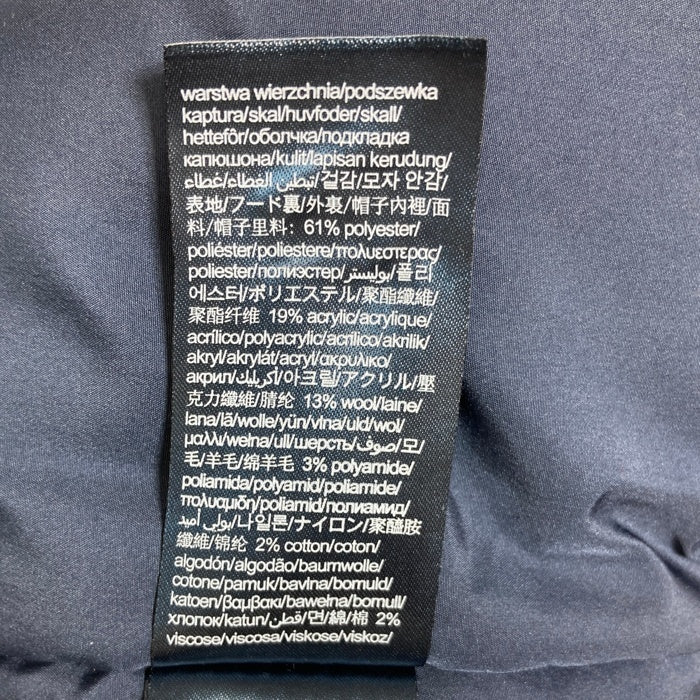 warstwa wierzchnia/podszewka
kaptura/skal/huvfoder/skall/
hettefôr/оболчка/подкладка
капюшона/kulit/lapisan kerudung/
غطاء/تبطين الغطاء/겉감/모자 안감/
表地/フード裏/外裏/帽子內裡/面
料/帽子里料: 61% polyester/
poliéster/poliestere/πολυεστερας/
poliester/полиэстер/بوليستر/폴리
에스터/ポリエステル/聚酯纖維/
聚酯纤维 19% acrylic/acrylique/
acrílico/polyacrylic/acrilico/akrilik/
akryl/akrylát/acryl/ακρυλικο/
акрил/أكريليك/아크릴/アクリル/壓
克力纖維/腈纶 13% wool/laine/
lana/lã/wolle/yün/vlna/uld/wol/
μαλλι/wełna/ull/шерсть/صوف/모/
毛/羊毛/绵羊毛 3% polyamide/
poliamida/polyamid/poliamide/
πολυαμιδη/poliamid/полиамид/
بولي أميد/나일론/ナイロン/聚醯胺
纖維/锦纶 2% cotton/coton/
algodón/algodão/baumwolle/
cotone/pamuk/bavlna/bomuld/
katoen/βαμβακι/bawełna/bomull/
хлопок/katun/قطن/면/綿/棉 2%
viscose/viscosa/viskose/viskoz/